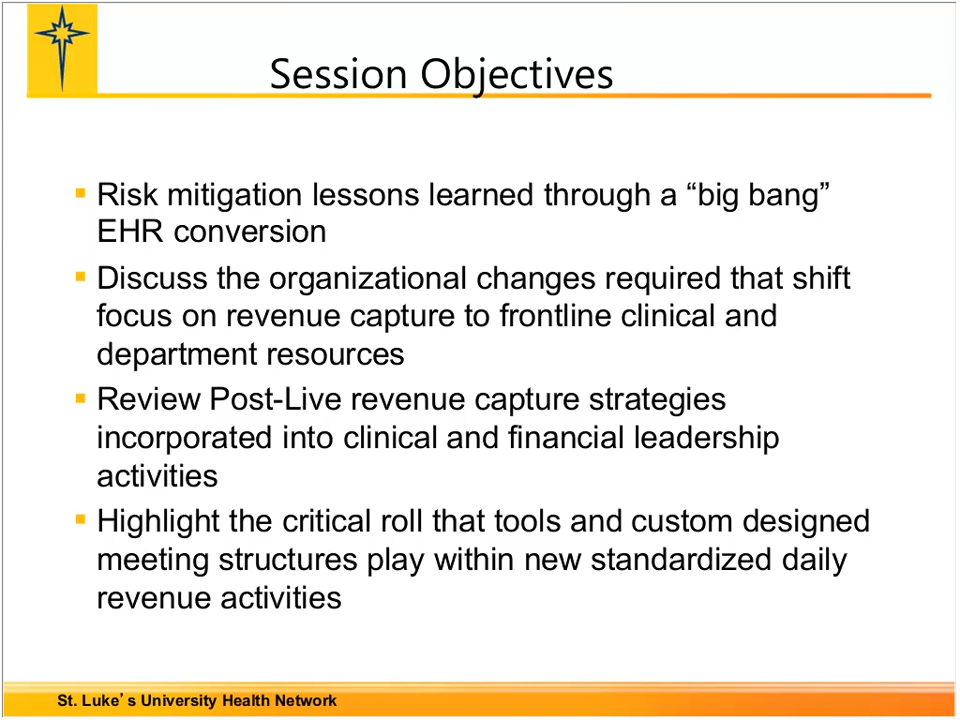 Session Objectives
▪ Risk mitigation lessons learned through a “big bang”
EHR conversion
▪ Discuss the organizational changes required that shift
focus on revenue capture to frontline clinical and
department resources
▪ Review Post-Live revenue capture strategies
incorporated into clinical and financial leadership
activities
▪ Highlight the critical roll that tools and custom designed
meeting structures play within new standardized daily
revenue activities
St. Luke’s University Health Network